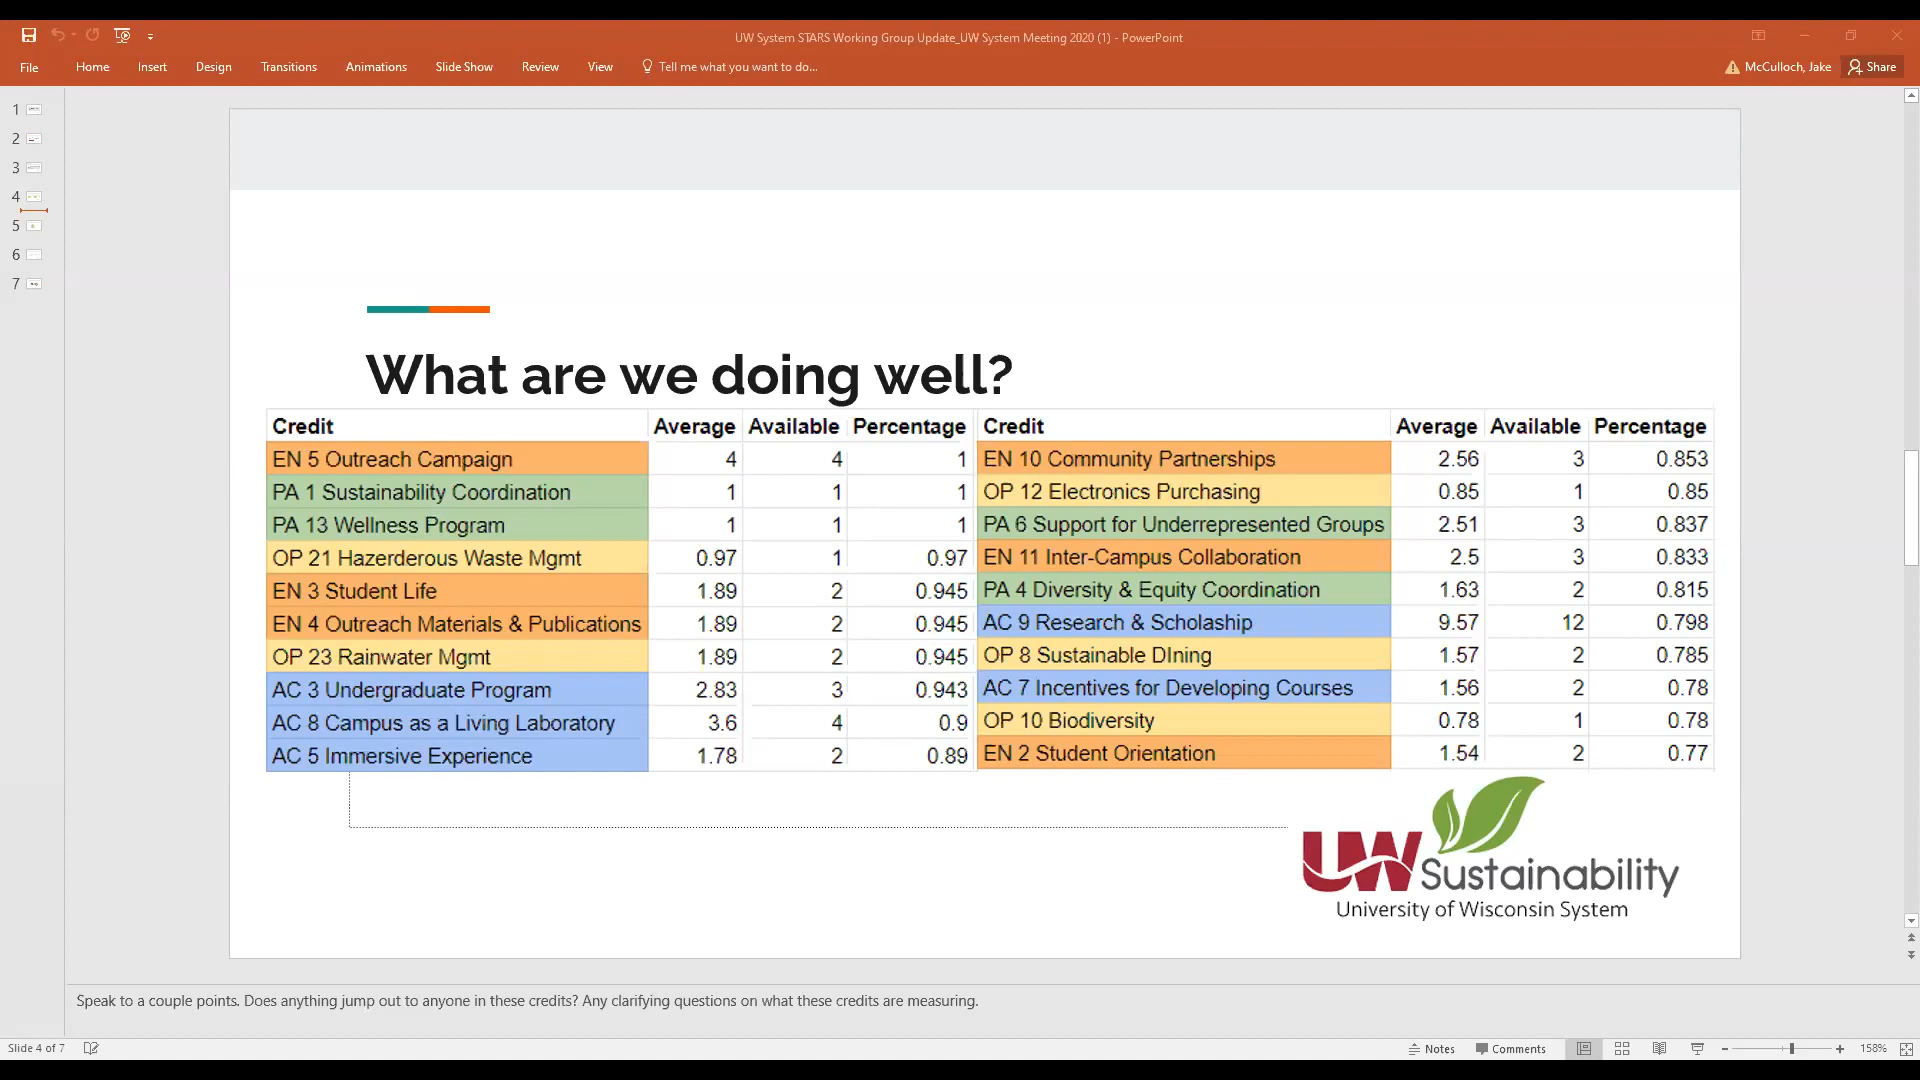 UW System STARS Working Group Update_UW System Meeting 2020 (1) - PowerPoint
File Home Insert Design Transitions Animations Slide Show Review View Tell me what you want to do... McCulloch, Jake Share
1
2
3
4
5
6
7
What are we doing well?
Credit Average Available Percentage Credit Average Available Percentage
EN 5 Outreach Campaign 4 4 1 EN 10 Community Partnerships 2.56 3 0.853
PA 1 Sustainability Coordination 1 1 1 OP 12 Electronics Purchasing 0.85 1 0.85
PA 13 Wellness Program 1 1 1 PA 6 Support for Underrepresented Groups 2.51 3 0.837
OP 21 Hazerderous Waste Mgmt 0.97 1 0.97 EN 11 Inter-Campus Collaboration 2.5 3 0.833
EN 3 Student Life 1.89 2 0.945 PA 4 Diversity & Equity Coordination 1.63 2 0.815
EN 4 Outreach Materials & Publications 1.89 2 0.945 AC 9 Research & Scholaship 9.57 12 0.798
OP 23 Rainwater Mgmt 1.89 2 0.945 OP 8 Sustainable DIning 1.57 2 0.785
AC 3 Undergraduate Program 2.83 3 0.943 AC 7 Incentives for Developing Courses 1.56 2 0.78
AC 8 Campus as a Living Laboratory 3.6 4 0.9 OP 10 Biodiversity 0.78 1 0.78
AC 5 Immersive Experience 1.78 2 0.89 EN 2 Student Orientation 1.54 2 0.77
UW Sustainability
University of Wisconsin System
Speak to a couple points. Does anything jump out to anyone in these credits? Any clarifying questions on what these credits are measuring.
Slide 4 of 7 Notes Comments 158%